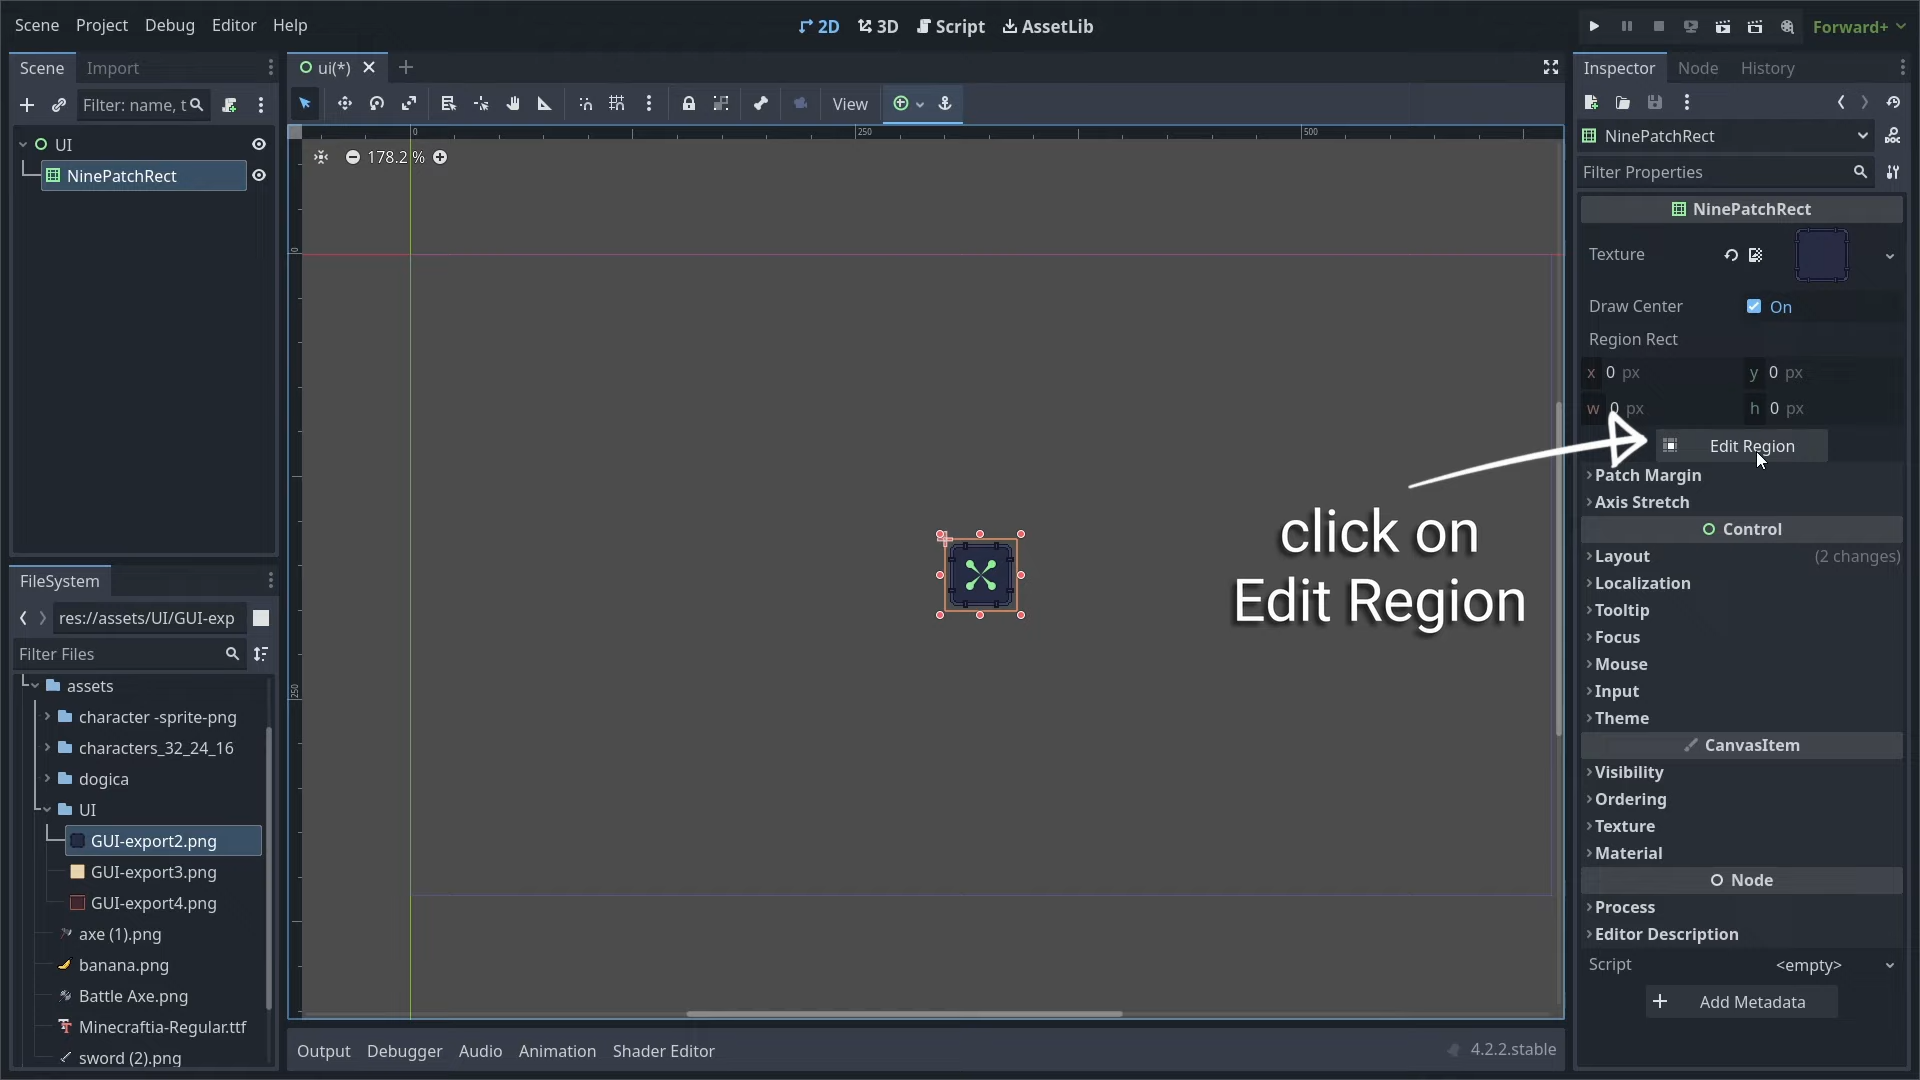 Scene Project Debug Editor Help
2D 3D Script AssetLib
Forward+
Scene Import
ui(*)
Inspector Node History
Filter: name, t
View
NinePatchRect
Filter Properties
UI
NinePatchRect
0 250 500
0
250
178.2 %
NinePatchRect
Texture
Draw Center On
Region Rect
x 0 px y 0 px
w 0 px h 0 px
Edit Region
Patch Margin
Axis Stretch
Control
Layout (2 changes)
Localization
Tooltip
Focus
Mouse
Input
Theme
CanvasItem
Visibility
Ordering
Texture
Material
Node
Process
Editor Description
Script <empty>
Add Metadata
click on
Edit Region
FileSystem
res://assets/UI/GUI-exp
Filter Files
assets
character -sprite-png
characters_32_24_16
dogica
UI
GUI-export2.png
GUI-export3.png
GUI-export4.png
axe (1).png
banana.png
Battle Axe.png
Minecraftia-Regular.ttf
sword (2).png
Output Debugger Audio Animation Shader Editor
4.2.2.stable